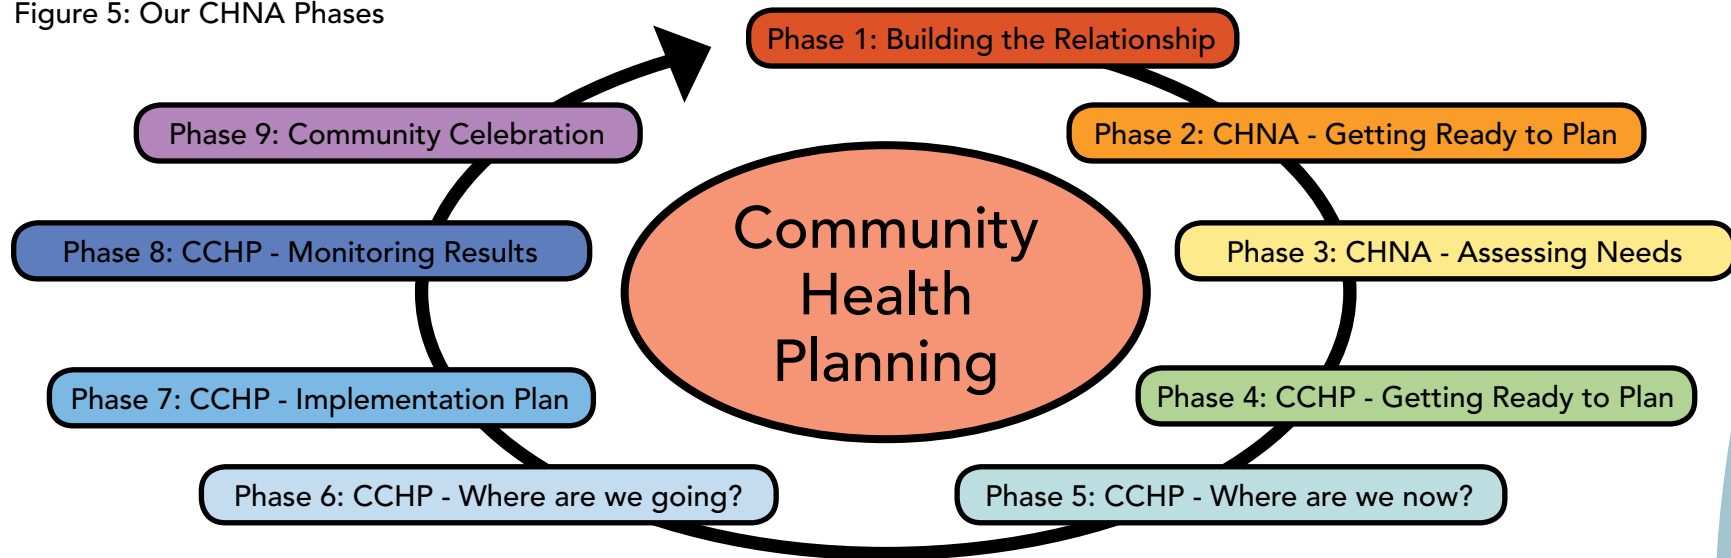 Figure 5: Our CHNA Phases
Phase 1: Building the Relationship
Phase 2: CHNA - Getting Ready to Plan
Phase 3: CHNA - Assessing Needs
Phase 4: CCHP - Getting Ready to Plan
Phase 5: CCHP - Where are we now?
Phase 6: CCHP - Where are we going?
Phase 7: CCHP - Implementation Plan
Phase 8: CCHP - Monitoring Results
Phase 9: Community Celebration
Community
Health
Planning